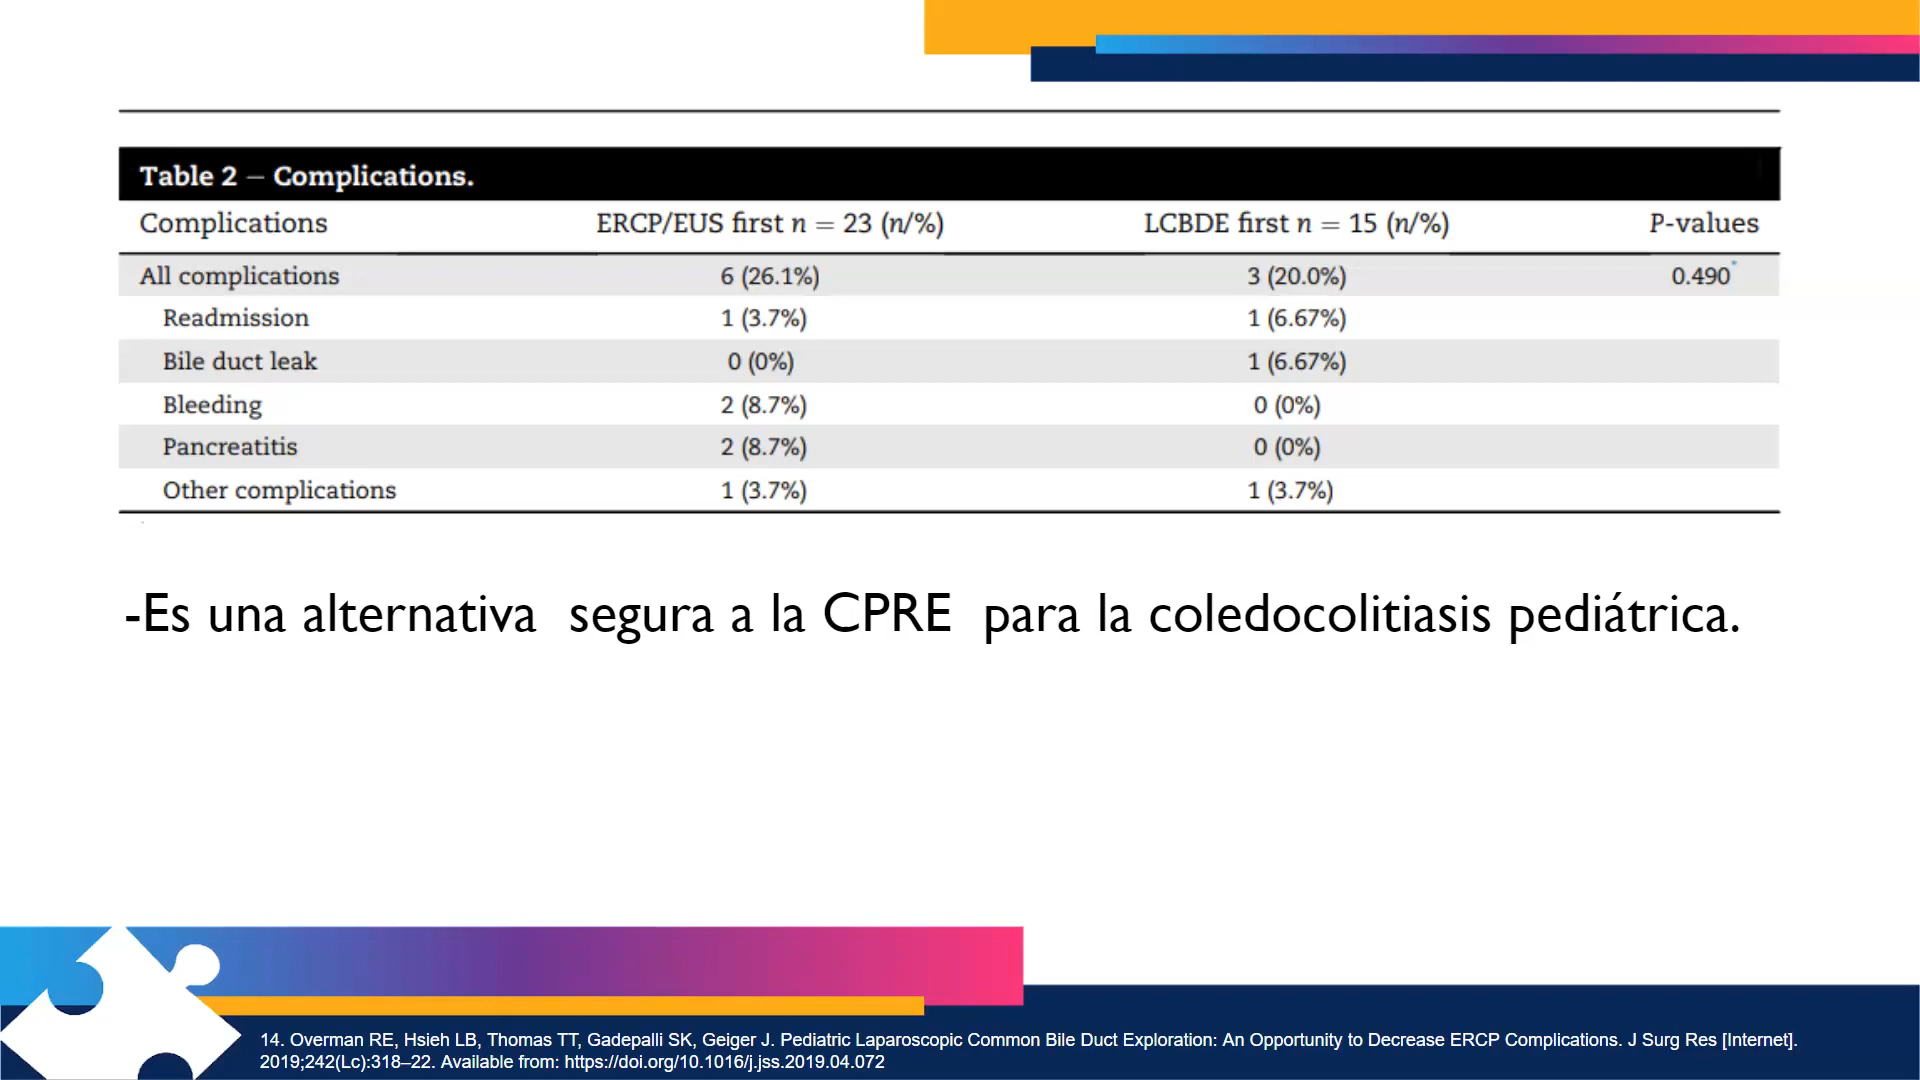 Table 2 – Complications.
Complications ERCP/EUS first n = 23 (n/%) LCBDE first n = 15 (n/%) P-values
All complications 6 (26.1%) 3 (20.0%) 0.490*
Readmission 1 (3.7%) 1 (6.67%)
Bile duct leak 0 (0%) 1 (6.67%)
Bleeding 2 (8.7%) 0 (0%)
Pancreatitis 2 (8.7%) 0 (0%)
Other complications 1 (3.7%) 1 (3.7%)
-Es una alternativa segura a la CPRE para la coledocolitiasis pediátrica.
14. Overman RE, Hsieh LB, Thomas TT, Gadepalli SK, Geiger J. Pediatric Laparoscopic Common Bile Duct Exploration: An Opportunity to Decrease ERCP Complications. J Surg Res [Internet].
2019;242(Lc):318–22. Available from: https://doi.org/10.1016/j.jss.2019.04.072